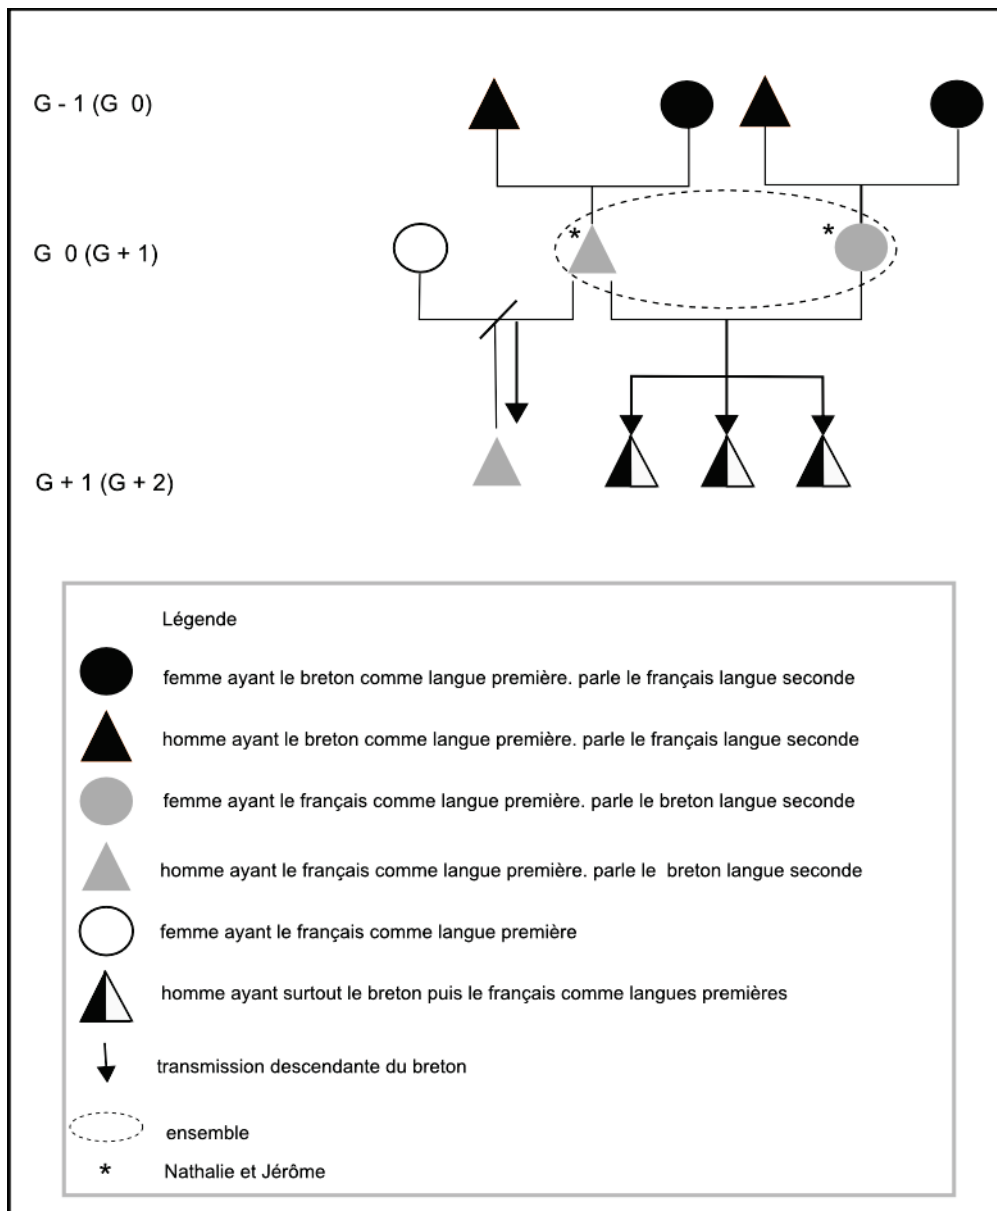 G - 1 (G 0)
*
*
G 0 (G + 1)
G + 1 (G + 2)
Légende
femme ayant le breton comme langue première. parle le français langue seconde
homme ayant le breton comme langue première. parle le français langue seconde
femme ayant le français comme langue première. parle le breton langue seconde
homme ayant le français comme langue première. parle le breton langue seconde
femme ayant le français comme langue première
homme ayant surtout le breton puis le français comme langues premières
transmission descendante du breton
ensemble
* Nathalie et Jérôme